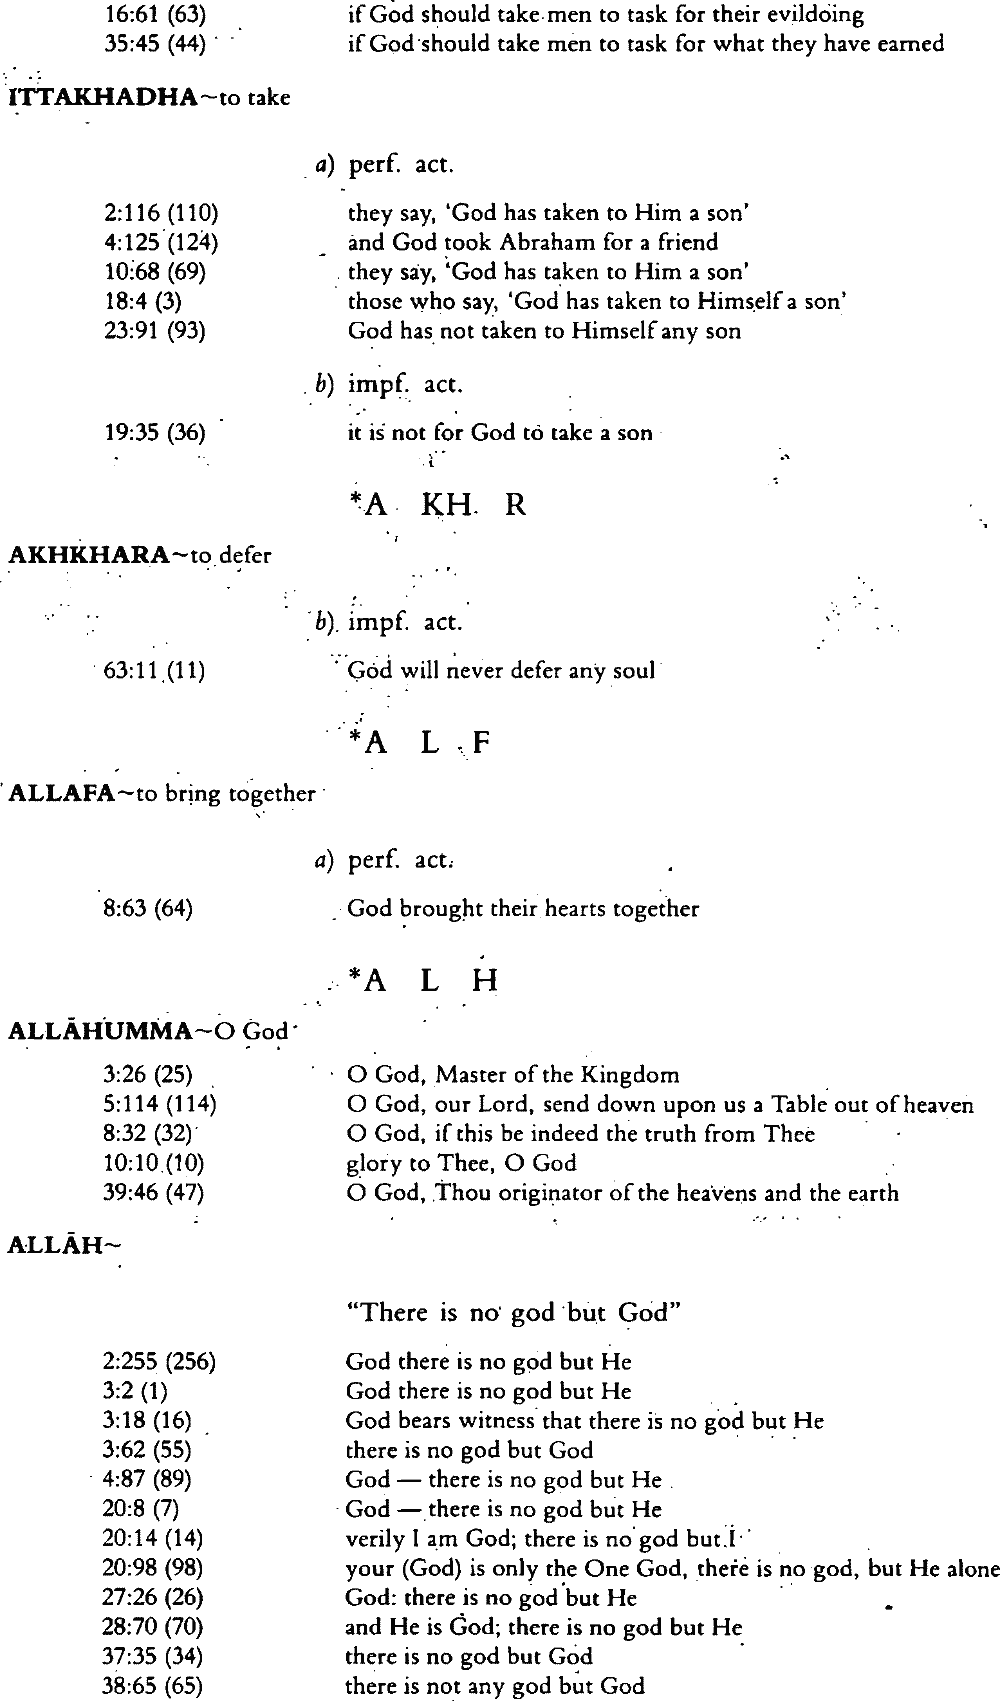 16:61 (63) if God should take men to task for their evildoing
35:45 (44) if God should take men to task for what they have earned
ITTAKHADHA~to take
a) perf. act.
2:116 (110) they say, ‘God has taken to Him a son’
4:125 (124) and God took Abraham for a friend
10:68 (69) they say, ‘God has taken to Him a son’
18:4 (3) those who say, ‘God has taken to Himself a son’
23:91 (93) God has not taken to Himself any son
b) impf. act.
19:35 (36) it is not for God to take a son
*A KH R
AKHKHARA~to defer
b) impf. act.
63:11 (11) God will never defer any soul
*A L F
ALLAFA~to bring together
a) perf. act.
8:63 (64) God brought their hearts together
*A L H
ALLĀHUMMA~O God
3:26 (25) O God, Master of the Kingdom
5:114 (114) O God, our Lord, send down upon us a Table out of heaven
8:32 (32) O God, if this be indeed the truth from Thee
10:10 (10) glory to Thee, O God
39:46 (47) O God, Thou originator of the heavens and the earth
ALLĀH~
“There is no god but God”
2:255 (256) God there is no god but He
3:2 (1) God there is no god but He
3:18 (16) God bears witness that there is no god but He
3:62 (55) there is no god but God
4:87 (89) God — there is no god but He
20:8 (7) God — there is no god but He
20:14 (14) verily I am God; there is no god but I
20:98 (98) your (God) is only the One God, there is no god, but He alone
27:26 (26) God: there is no god but He
28:70 (70) and He is God; there is no god but He
37:35 (34) there is no god but God
38:65 (65) there is not any god but God